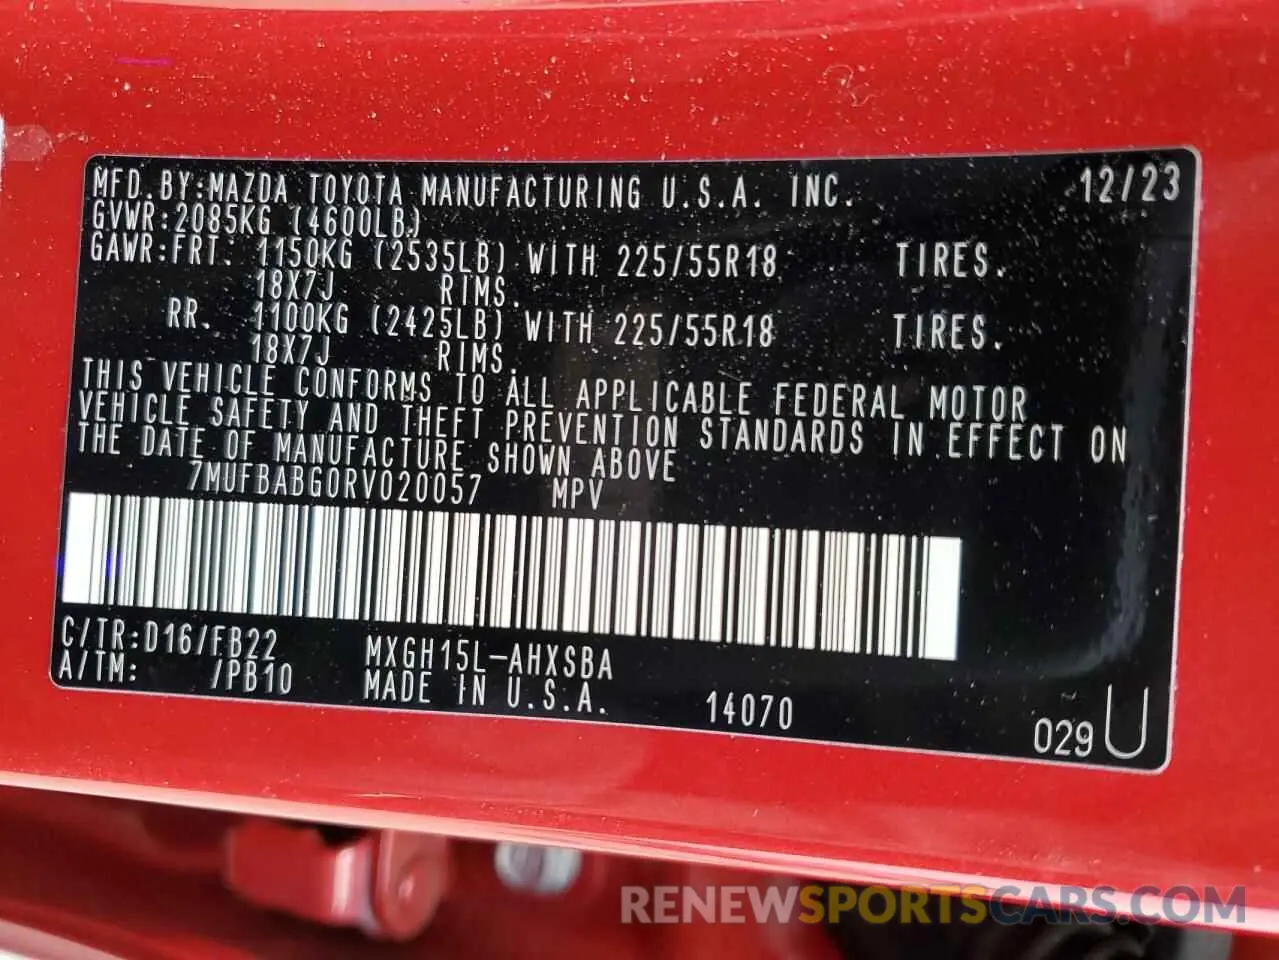 MFD.BY:MAZDA TOYOTA MANUFACTURING U.S.A. INC. 12/23
GVWR:2085KG (4600LB)
GAWR:FRT. 1150KG (2535LB) WITH 225/55R18 TIRES.
18X7J RIMS.
RR. 1100KG (2425LB) WITH 225/55R18 TIRES.
18X7J RIMS.
THIS VEHICLE CONFORMS TO ALL APPLICABLE FEDERAL MOTOR
VEHICLE SAFETY AND THEFT PREVENTION STANDARDS IN EFFECT ON
THE DATE OF MANUFACTURE SHOWN ABOVE
7MUFBABG0RV020057 MPV
C/TR:D16/FB22 MXGH15L-AHXSBA
A/TM: /PB10 MADE IN U.S.A. 14070
029 U
RENEWSPORTSCARS.COM